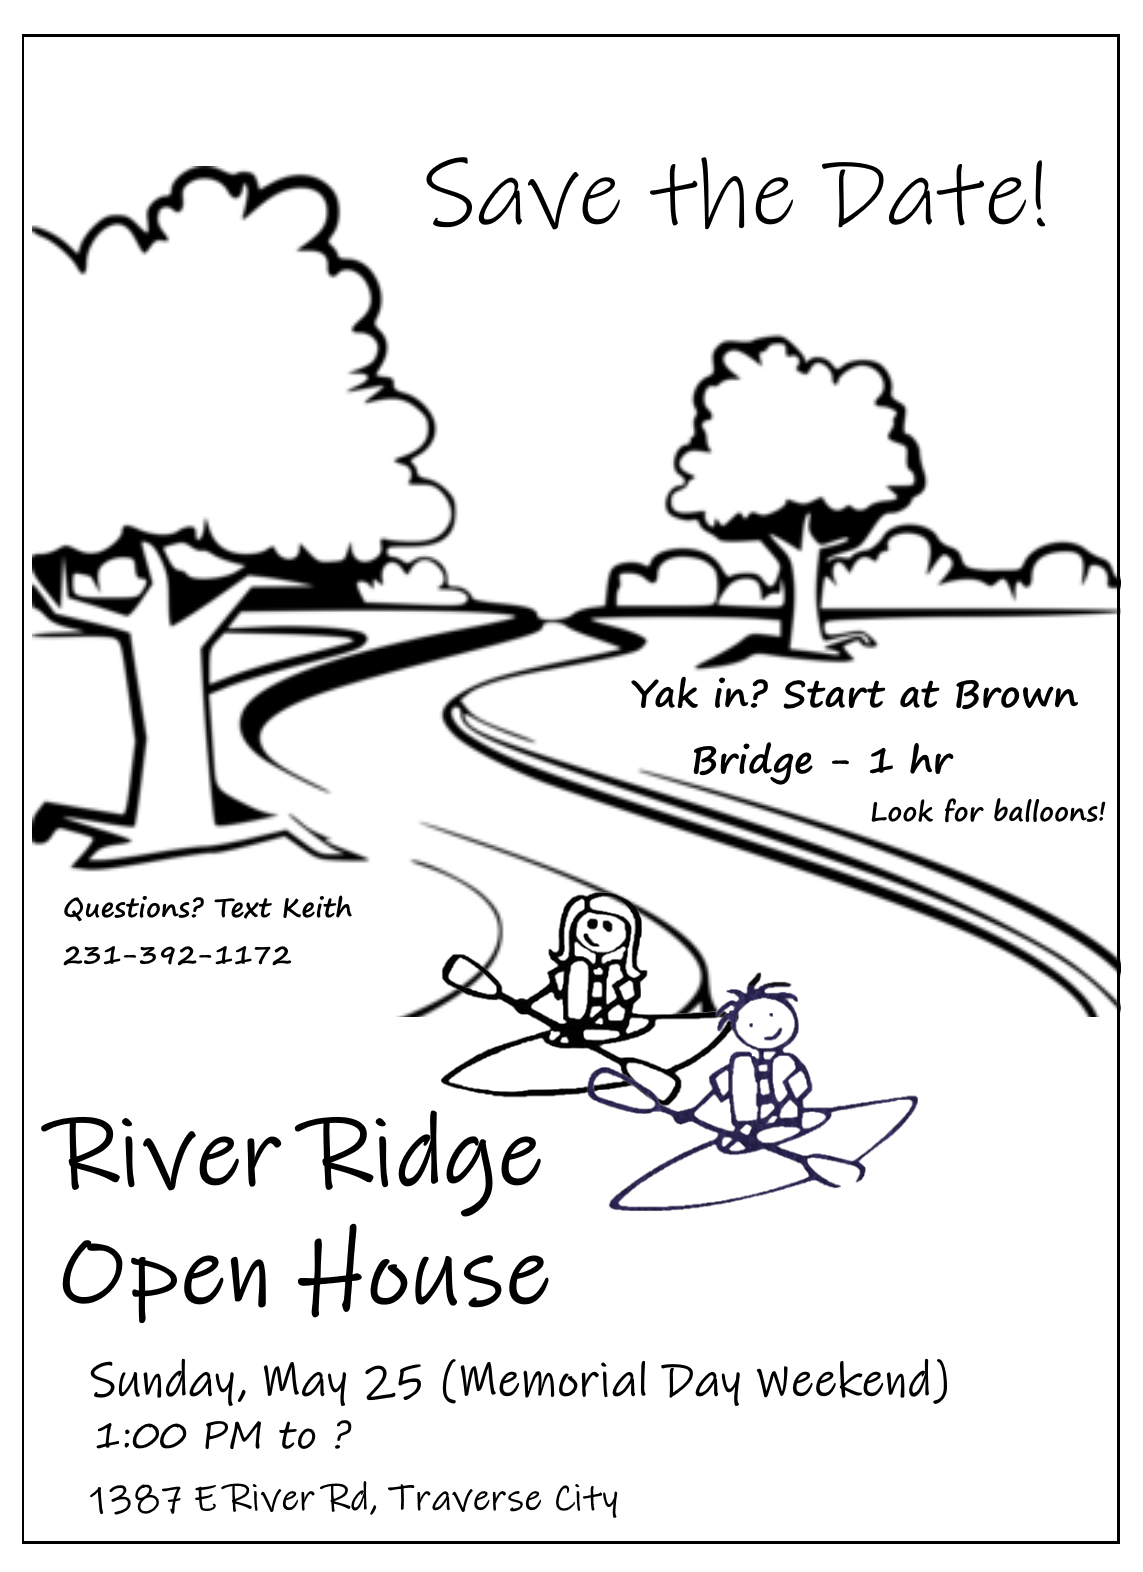 Save the Date!
Yak in? Start at Brown
Bridge - 1 hr
Look for balloons!
Questions? Text Keith
231-392-1172
River Ridge
Open House
Sunday, May 25 (Memorial Day Weekend)
1:00 PM to ?
1387 E River Rd, Traverse City